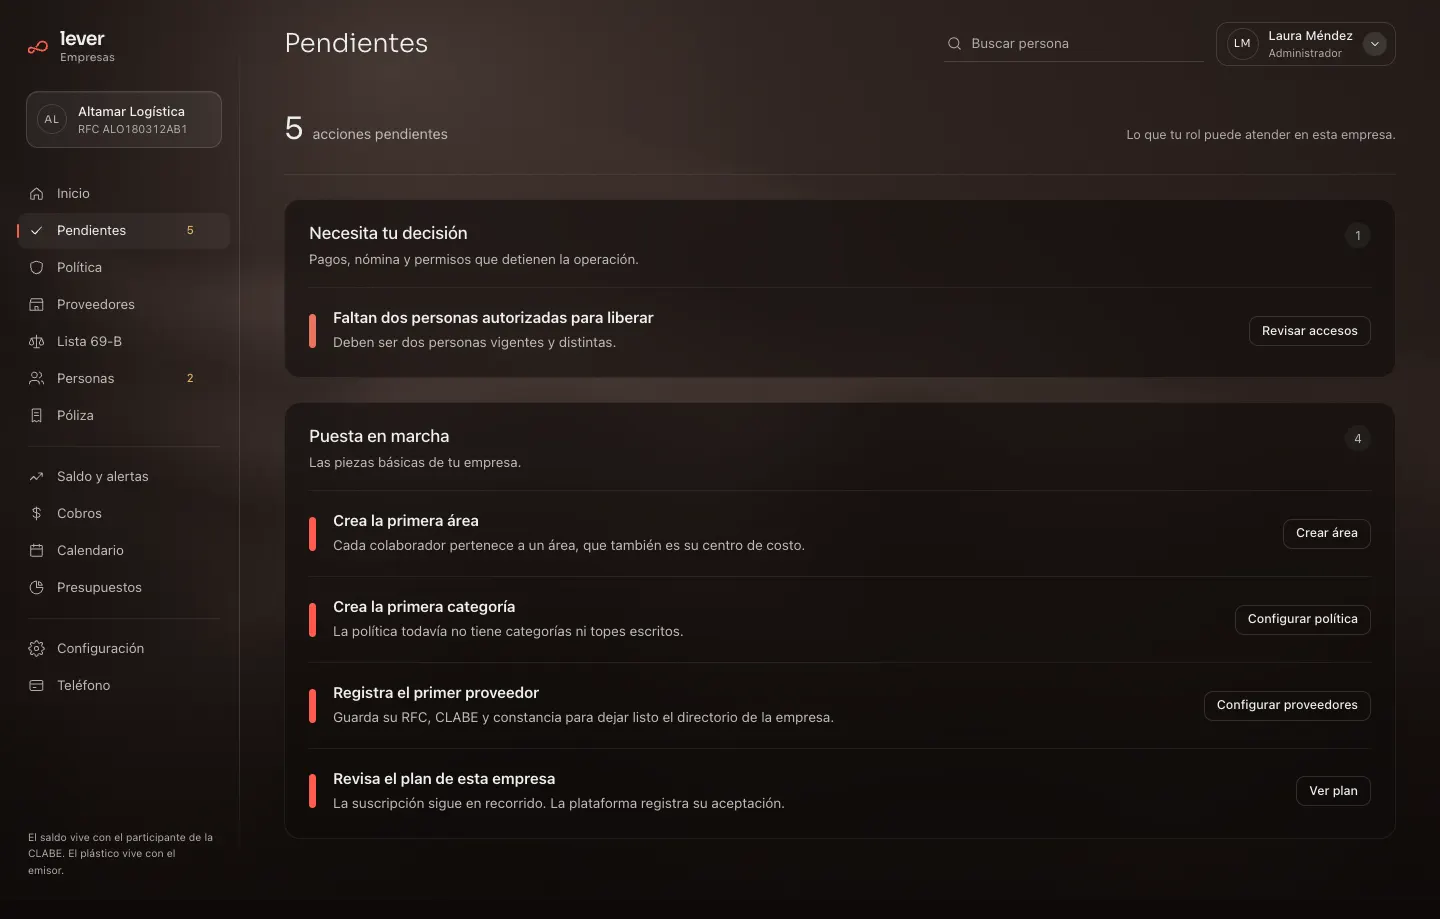 lever
Empresas
AL
Altamar Logística
RFC ALO180312AB1
Inicio
Pendientes 5
Política
Proveedores
Lista 69-B
Personas 2
Póliza
Saldo y alertas
Cobros
Calendario
Presupuestos
Configuración
Teléfono
El saldo vive con el participante de la
CLABE. El plástico vive con el
emisor.
Pendientes
Buscar persona
LM
Laura Méndez
Administrador
5 acciones pendientes
Lo que tu rol puede atender en esta empresa.
Necesita tu decisión
1
Pagos, nómina y permisos que detienen la operación.
Faltan dos personas autorizadas para liberar
Deben ser dos personas vigentes y distintas.
Revisar accesos
Puesta en marcha
4
Las piezas básicas de tu empresa.
Crea la primera área
Cada colaborador pertenece a un área, que también es su centro de costo.
Crear área
Crea la primera categoría
La política todavía no tiene categorías ni topes escritos.
Configurar política
Registra el primer proveedor
Guarda su RFC, CLABE y constancia para dejar listo el directorio de la empresa.
Configurar proveedores
Revisa el plan de esta empresa
La suscripción sigue en recorrido. La plataforma registra su aceptación.
Ver plan